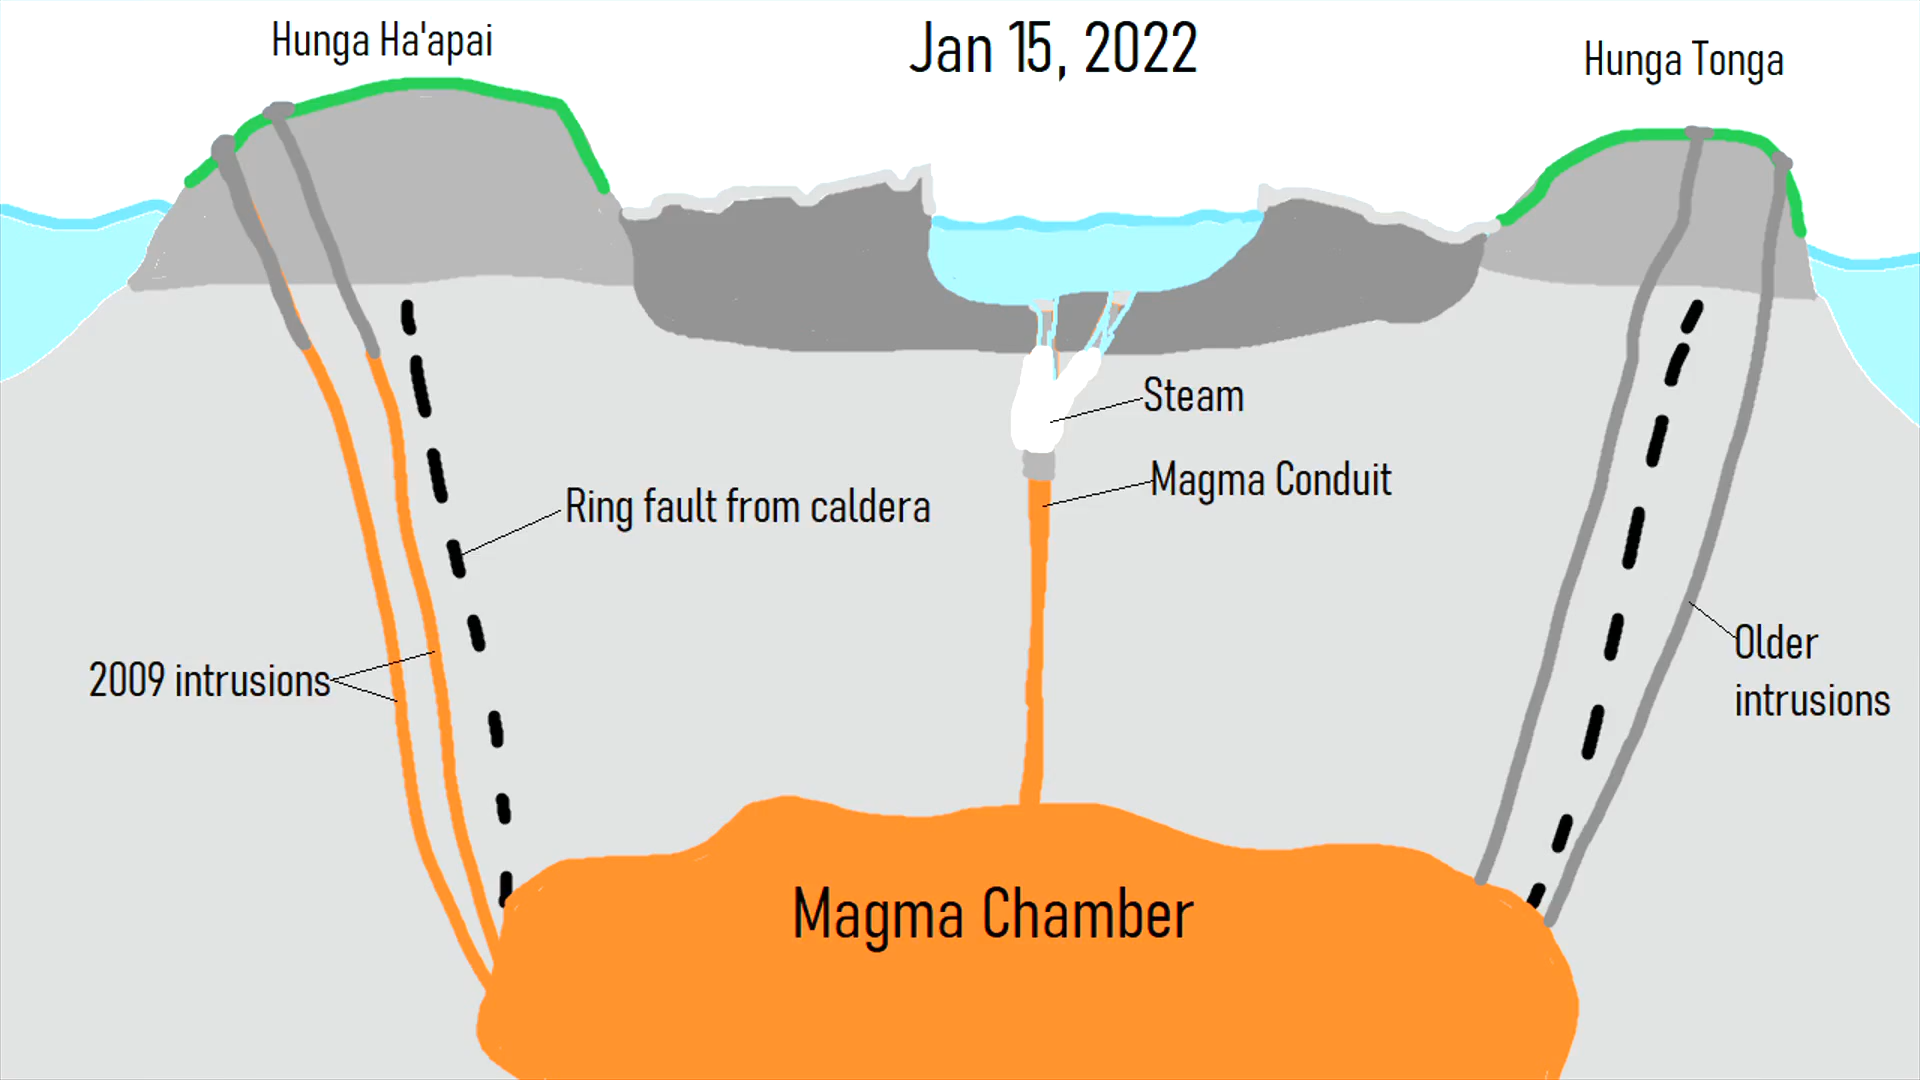 Hunga Ha'apai
Jan 15, 2022
Hunga Tonga
Steam
Magma Conduit
Ring fault from caldera
2009 intrusions
Older
intrusions
Magma Chamber